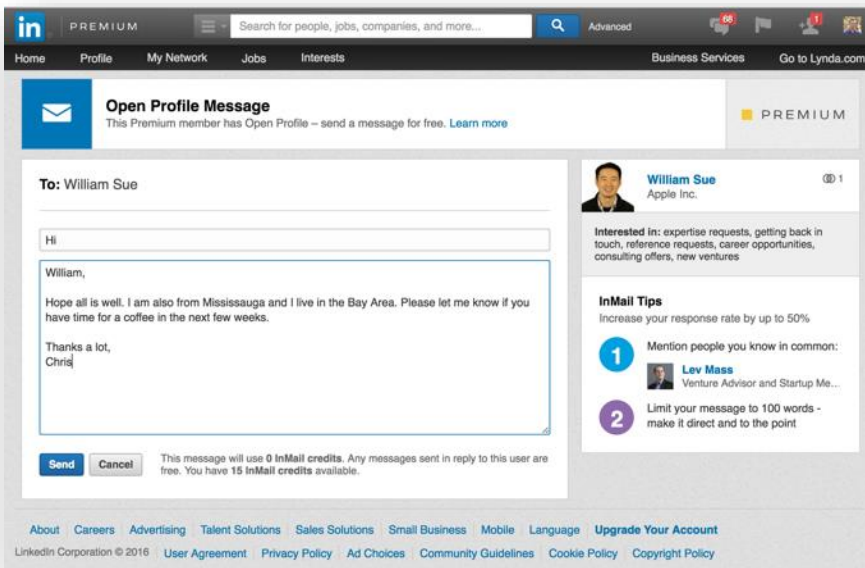 in PREMIUM Search for people, jobs, companies, and more... Advanced 68 1
Home Profile My Network Jobs Interests Business Services Go to Lynda.com
Open Profile Message
This Premium member has Open Profile – send a message for free. Learn more
PREMIUM
To: William Sue
Hi
William,
Hope all is well. I am also from Mississauga and I live in the Bay Area. Please let me know if you
have time for a coffee in the next few weeks.
Thanks a lot,
Chris
Send Cancel
This message will use 0 InMail credits. Any messages sent in reply to this user are
free. You have 15 InMail credits available.
William Sue 1
Apple Inc.
Interested in: expertise requests, getting back in
touch, reference requests, career opportunities,
consulting offers, new ventures
InMail Tips
Increase your response rate by up to 50%
1 Mention people you know in common:
Lev Mass
Venture Advisor and Startup Me...
2 Limit your message to 100 words -
make it direct and to the point
About Careers Advertising Talent Solutions Sales Solutions Small Business Mobile Language Upgrade Your Account
LinkedIn Corporation © 2016 User Agreement Privacy Policy Ad Choices Community Guidelines Cookie Policy Copyright Policy